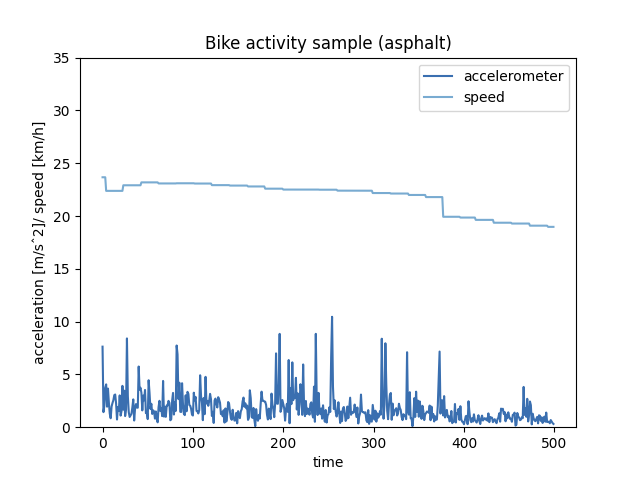 Bike activity sample (asphalt)
accelerometer
speed
35
30
25
20
15
10
5
0
acceleration [m/s^2]/ speed [km/h]
0 100 200 300 400 500
time